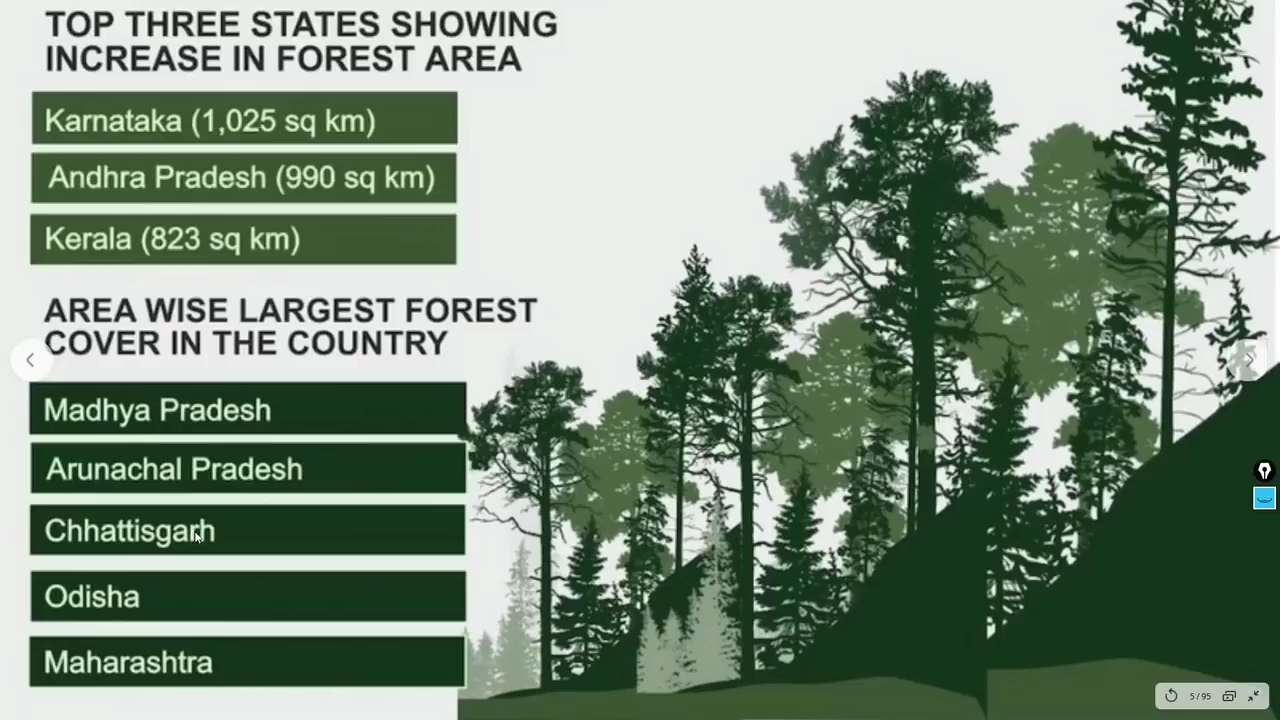 TOP THREE STATES SHOWING
INCREASE IN FOREST AREA
Karnataka (1,025 sq km)
Andhra Pradesh (990 sq km)
Kerala (823 sq km)
AREA WISE LARGEST FOREST
COVER IN THE COUNTRY
Madhya Pradesh
Arunachal Pradesh
Chhattisgarh
Odisha
Maharashtra
5 / 95